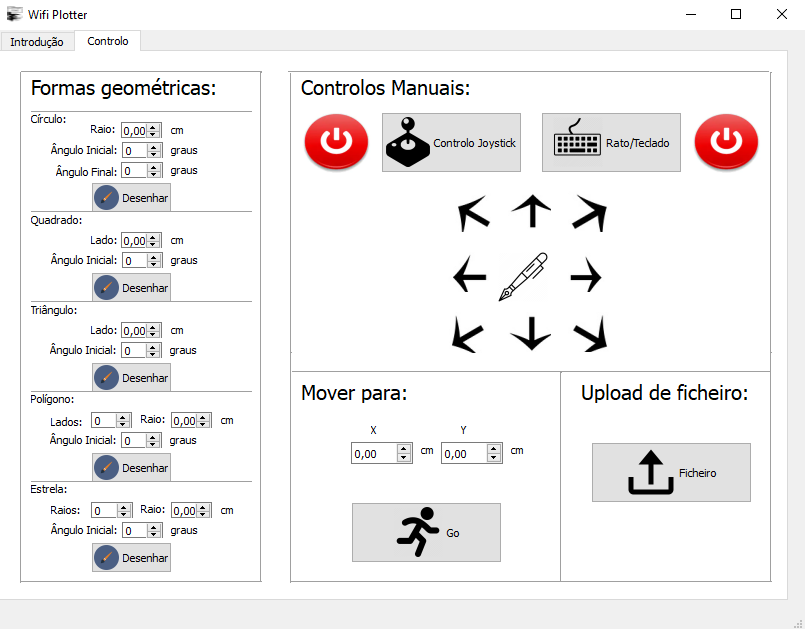 Wifi Plotter
Introdução
Controlo
Formas geométricas:
Círculo:
Raio: 0,00 cm
Ângulo Inicial: 0 graus
Ângulo Final: 0 graus
Desenhar
Quadrado:
Lado: 0,00 cm
Ângulo Inicial: 0 graus
Desenhar
Triângulo:
Lado: 0,00 cm
Ângulo Inicial: 0 graus
Desenhar
Polígono:
Lados: 0 Raio: 0,00 cm
Ângulo Inicial: 0 graus
Desenhar
Estrela:
Raios: 0 Raio: 0,00 cm
Ângulo Inicial: 0 graus
Desenhar
Controlos Manuais:
Controlo Joystick
Rato/Teclado
Mover para:
X Y
0,00 cm 0,00 cm
Go
Upload de ficheiro:
Ficheiro